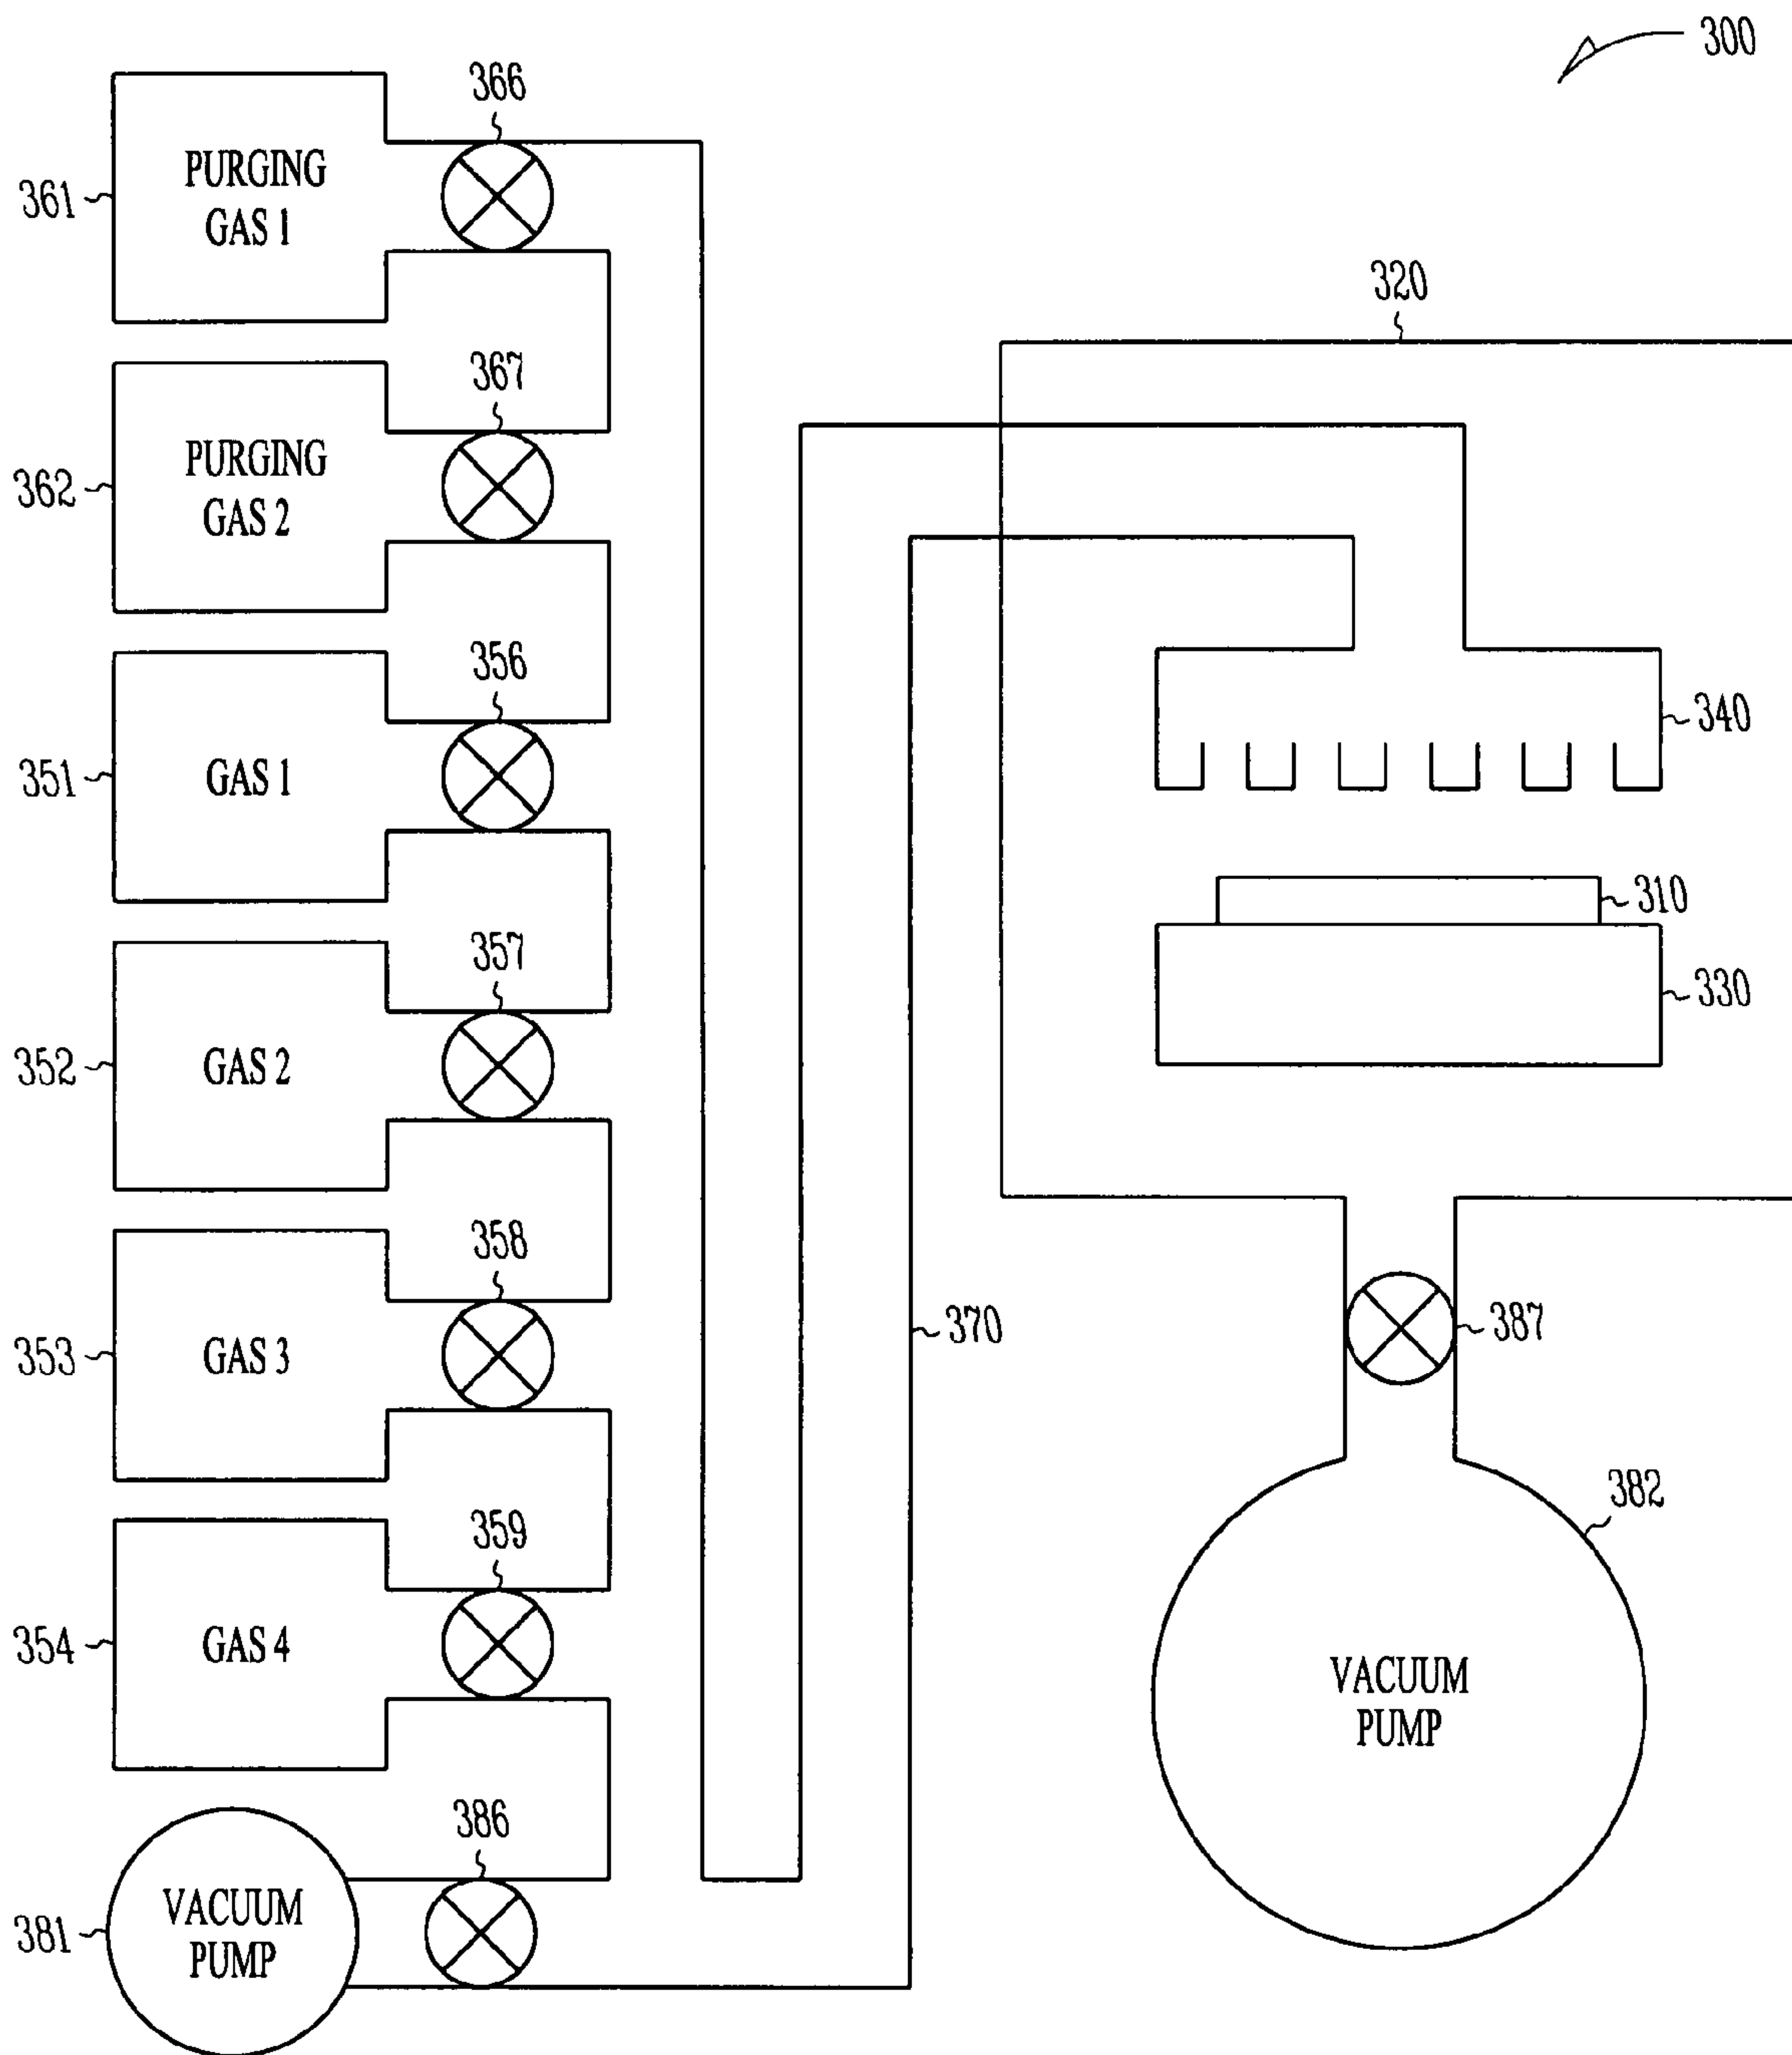 300
366
361
PURGING
GAS 1
320
367
362
PURGING
GAS 2
356
340
351
GAS 1
310
357
330
352
GAS 2
358
370
387
353
GAS 3
382
359
354
GAS 4
VACUUM
PUMP
386
381
VACUUM
PUMP